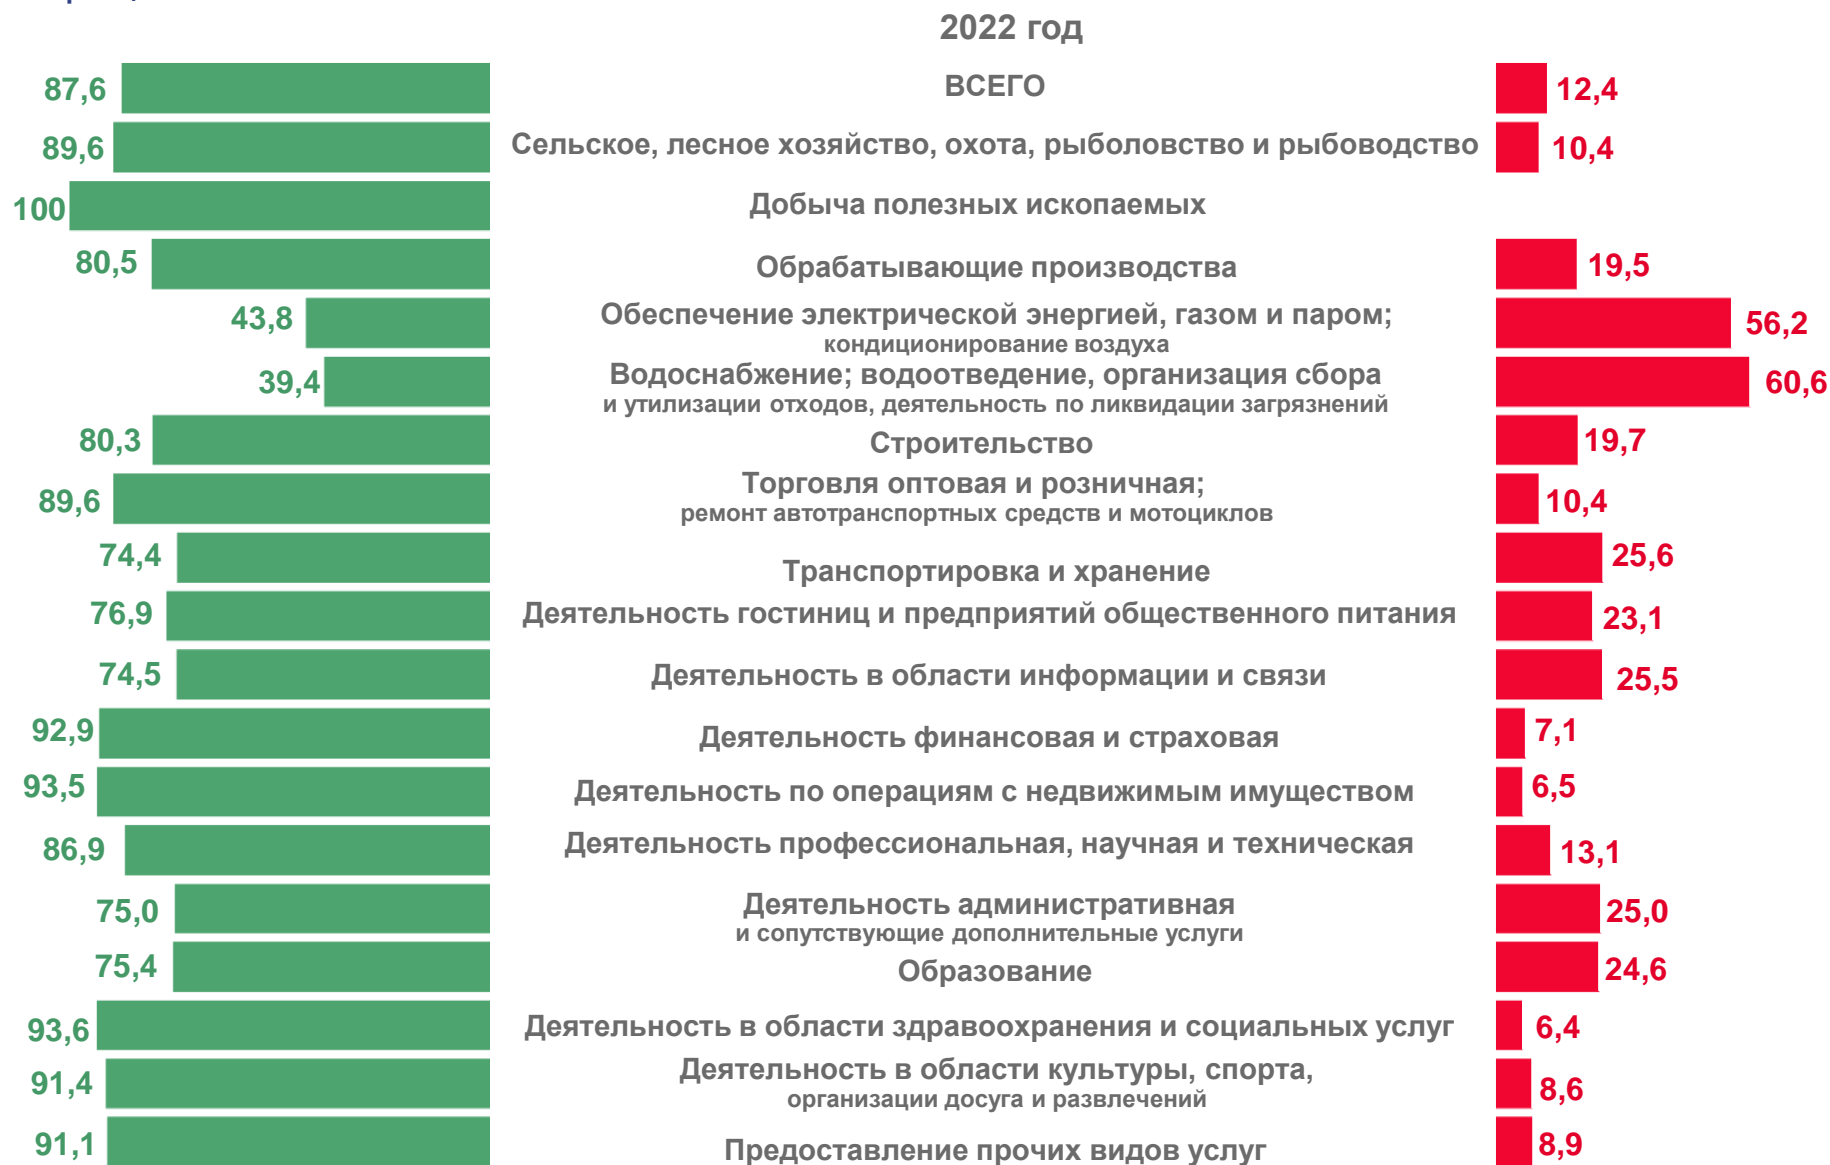 2022 год
87,6 ВСЕГО 12,4
89,6 Сельское, лесное хозяйство, охота, рыболовство и рыбоводство 10,4
100 Добыча полезных ископаемых
80,5 Обрабатывающие производства 19,5
43,8 Обеспечение электрической энергией, газом и паром; 56,2
кондиционирование воздуха
39,4 Водоснабжение; водоотведение, организация сбора 60,6
и утилизации отходов, деятельность по ликвидации загрязнений
80,3 Строительство 19,7
89,6 Торговля оптовая и розничная; 10,4
ремонт автотранспортных средств и мотоциклов
74,4 Транспортировка и хранение 25,6
76,9 Деятельность гостиниц и предприятий общественного питания 23,1
74,5 Деятельность в области информации и связи 25,5
92,9 Деятельность финансовая и страховая 7,1
93,5 Деятельность по операциям с недвижимым имуществом 6,5
86,9 Деятельность профессиональная, научная и техническая 13,1
75,0 Деятельность административная 25,0
и сопутствующие дополнительные услуги
75,4 Образование 24,6
93,6 Деятельность в области здравоохранения и социальных услуг 6,4
91,4 Деятельность в области культуры, спорта, 8,6
организации досуга и развлечений
91,1 Предоставление прочих видов услуг 8,9